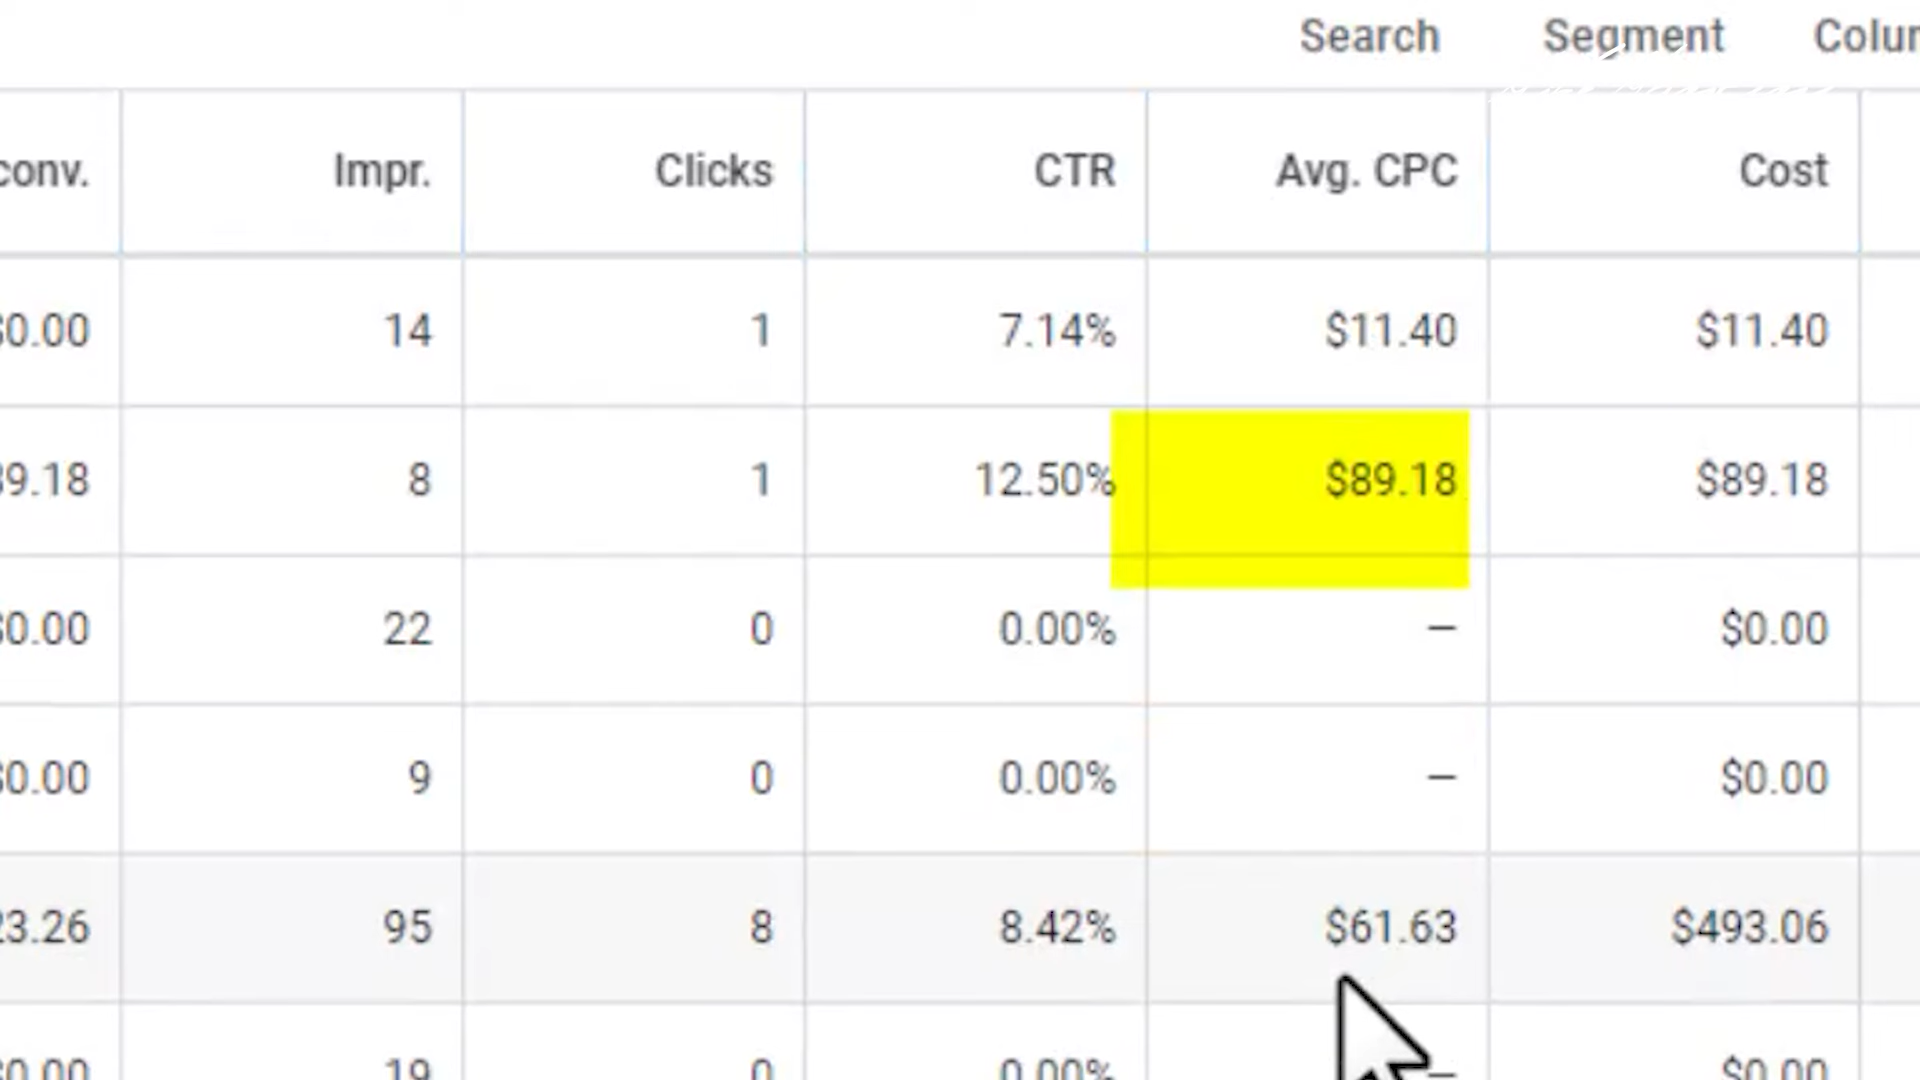 Search Segment Colum
conv. Impr. Clicks CTR Avg. CPC Cost
$0.00 14 1 7.14% $11.40 $11.40
89.18 8 1 12.50% $89.18 $89.18
$0.00 22 0 0.00% – $0.00
$0.00 9 0 0.00% – $0.00
23.26 95 8 8.42% $61.63 $493.06
$0.00 19 0 0.00% – $0.00